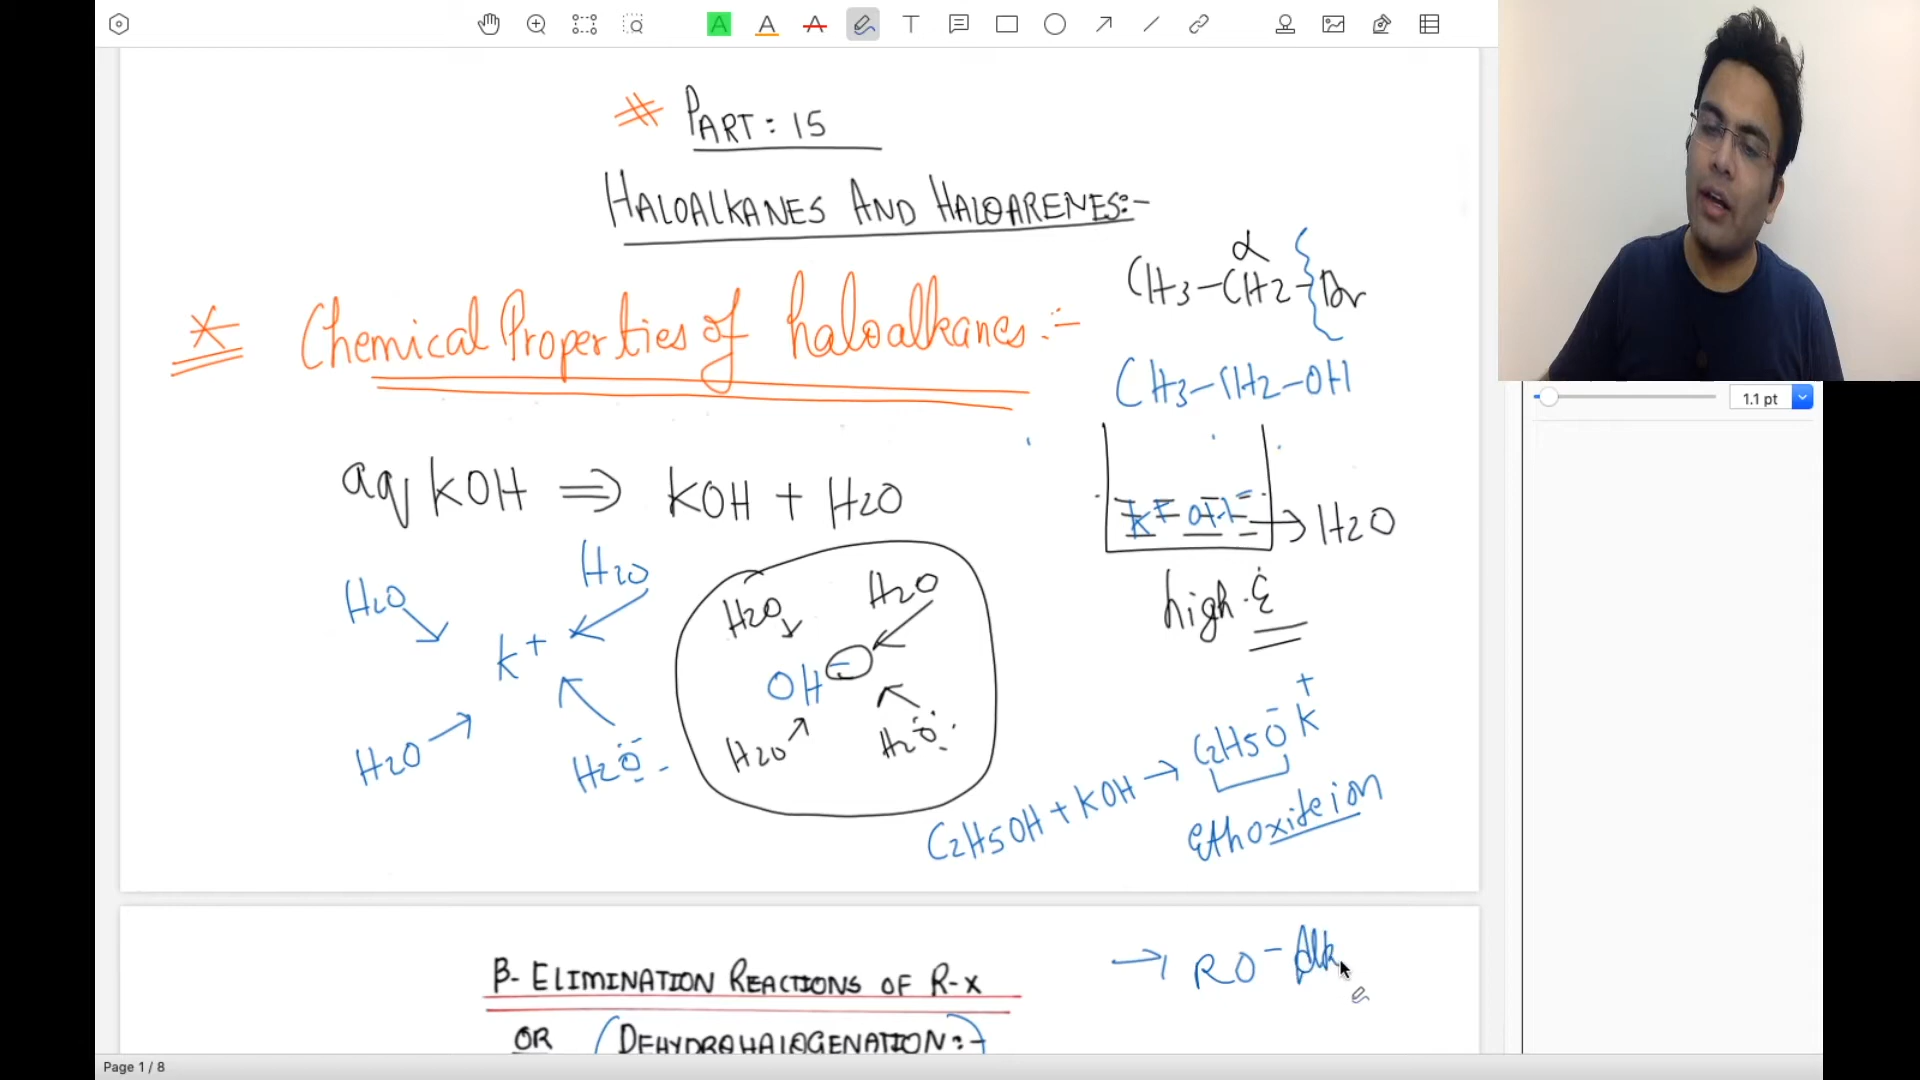 A A A T
1.1 pt
PART: 15
HALOALKANES AND HALOARENES:-
α
CH3-CH2-Br
Chemical Properties of haloalkanes:-
CH3-CH2-OH
aq KOH ⇒ KOH + H2O
K+ OH-
→ H2O
H2O H2O
H2O H2O
high ε
K+
OH-
H2O H2O
H2O H2O
C2H5OH + KOH → C2H5O- K+
Ethoxite ion
B- ELIMINATION REACTIONS OF R-X
→ RO- Alk
OR (DEHYDROHALOGENATION:-)
Page 1 / 8